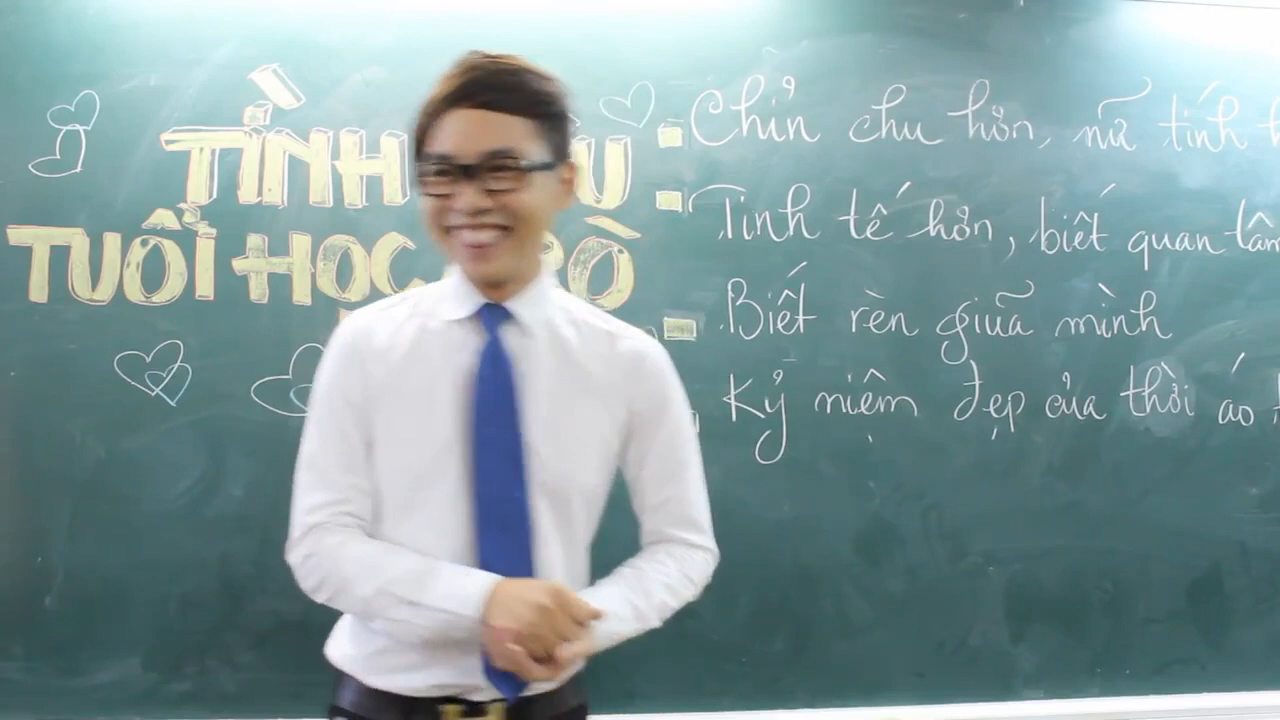 TÌNH
TUỔI HỌC
Chỉn chu hơn, nữ tính
Tinh tế hơn, biết quan tâm
Biết rèn giũa mình
Kỷ niệm đẹp của thời áo